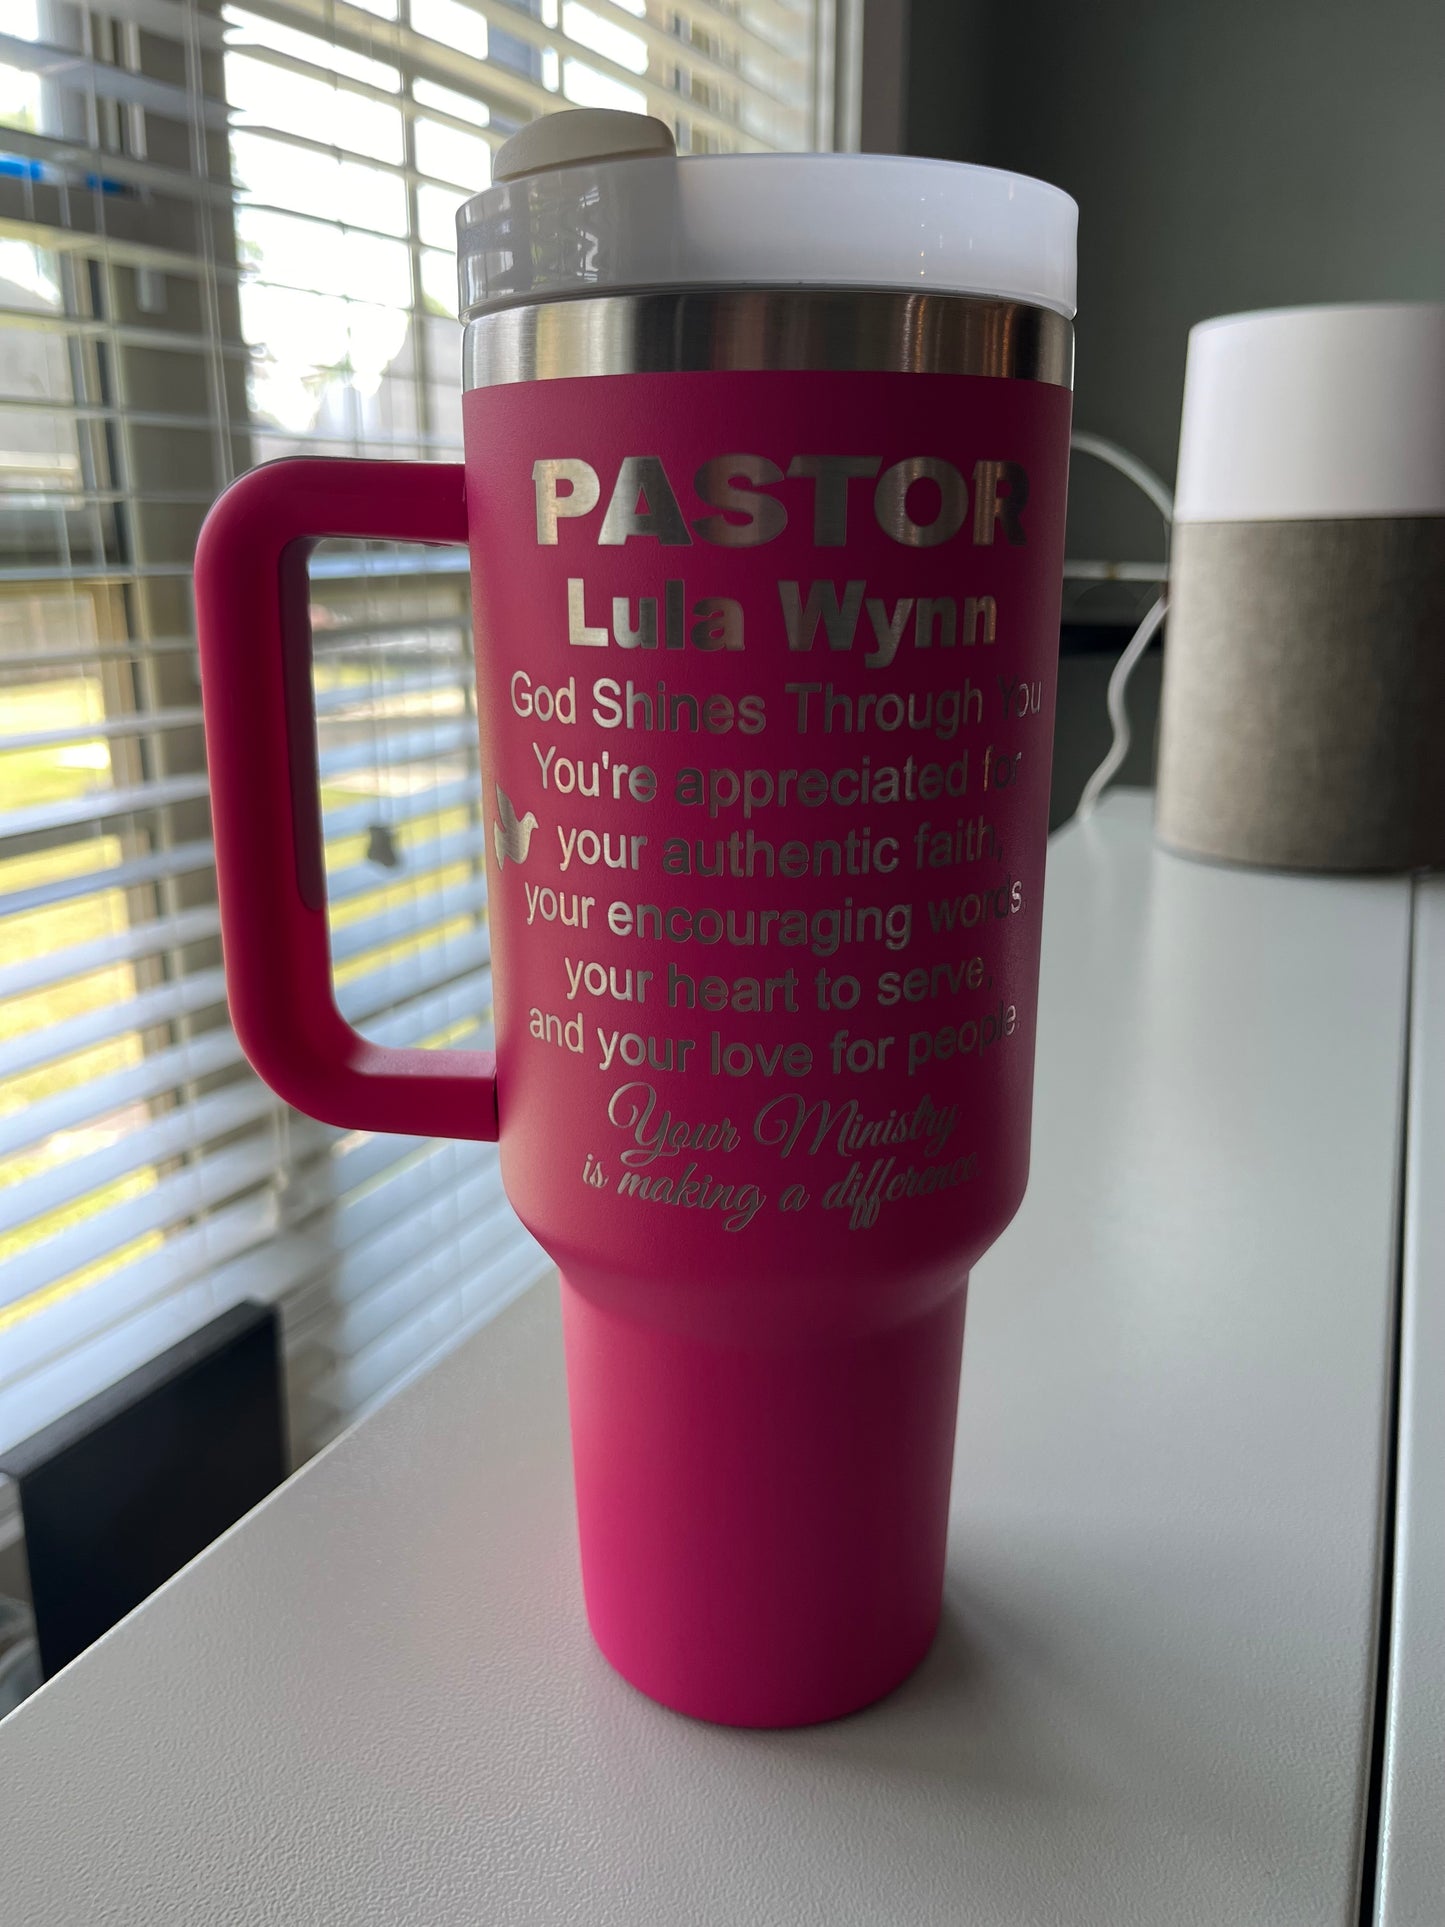 PASTOR
Lula Wynn
God Shines Through You
You're appreciated for
your authentic faith,
your encouraging words,
your heart to serve,
and your love for people.
Your Ministry
is making a difference.